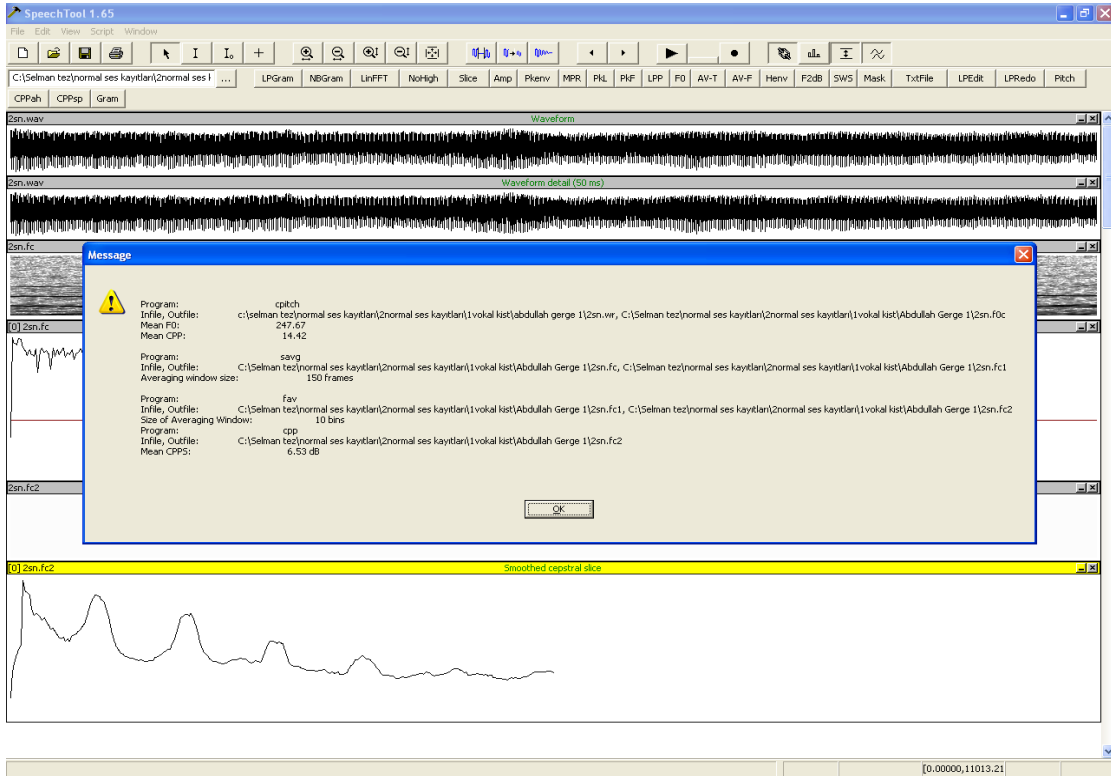 SpeechTool 1.65
File Edit View Script Window
C:\Selman tez\normal ses kayıtları\2normal ses l ... LPGram NBGram LinFFT NoHigh Slice Amp Pkenv MPR PkL PkF LPP F0 AV-T AV-F Henv F2dB SWS Mask TxtFile LPEdit LPRedo Pitch
CPPah CPPsp Gram
2sn.wav Waveform
2sn.wav Waveform detail (50 ms)
2sn.fc
Message
Program: cpitch
Infile, Outfile: c:\selman tez\normal ses kayıtları\2normal ses kayıtları\1vokal kist\abdullah gerge 1\2sn.wr, C:\Selman tez\normal ses kayıtları\2normal ses kayıtları\1vokal kist\Abdullah Gerge 1\2sn.f0c
Mean F0: 247.67
Mean CPP: 14.42
[0] 2sn.fc
Program: savg
Infile, Outfile: C:\Selman tez\normal ses kayıtları\2normal ses kayıtları\1vokal kist\Abdullah Gerge 1\2sn.fc, C:\Selman tez\normal ses kayıtları\2normal ses kayıtları\1vokal kist\Abdullah Gerge 1\2sn.fc1
Averaging window size: 150 frames
Program: fav
Infile, Outfile: C:\Selman tez\normal ses kayıtları\2normal ses kayıtları\1vokal kist\Abdullah Gerge 1\2sn.fc1, C:\Selman tez\normal ses kayıtları\2normal ses kayıtları\1vokal kist\Abdullah Gerge 1\2sn.fc2
Size of Averaging Window: 10 bins
Program: cpp
Infile, Outfile: C:\Selman tez\normal ses kayıtları\2normal ses kayıtları\1vokal kist\Abdullah Gerge 1\2sn.fc2
Mean CPPS: 6.53 dB
2sn.fc2
OK
[0] 2sn.fc2 Smoothed cepstral slice
[0.00000,11013.21